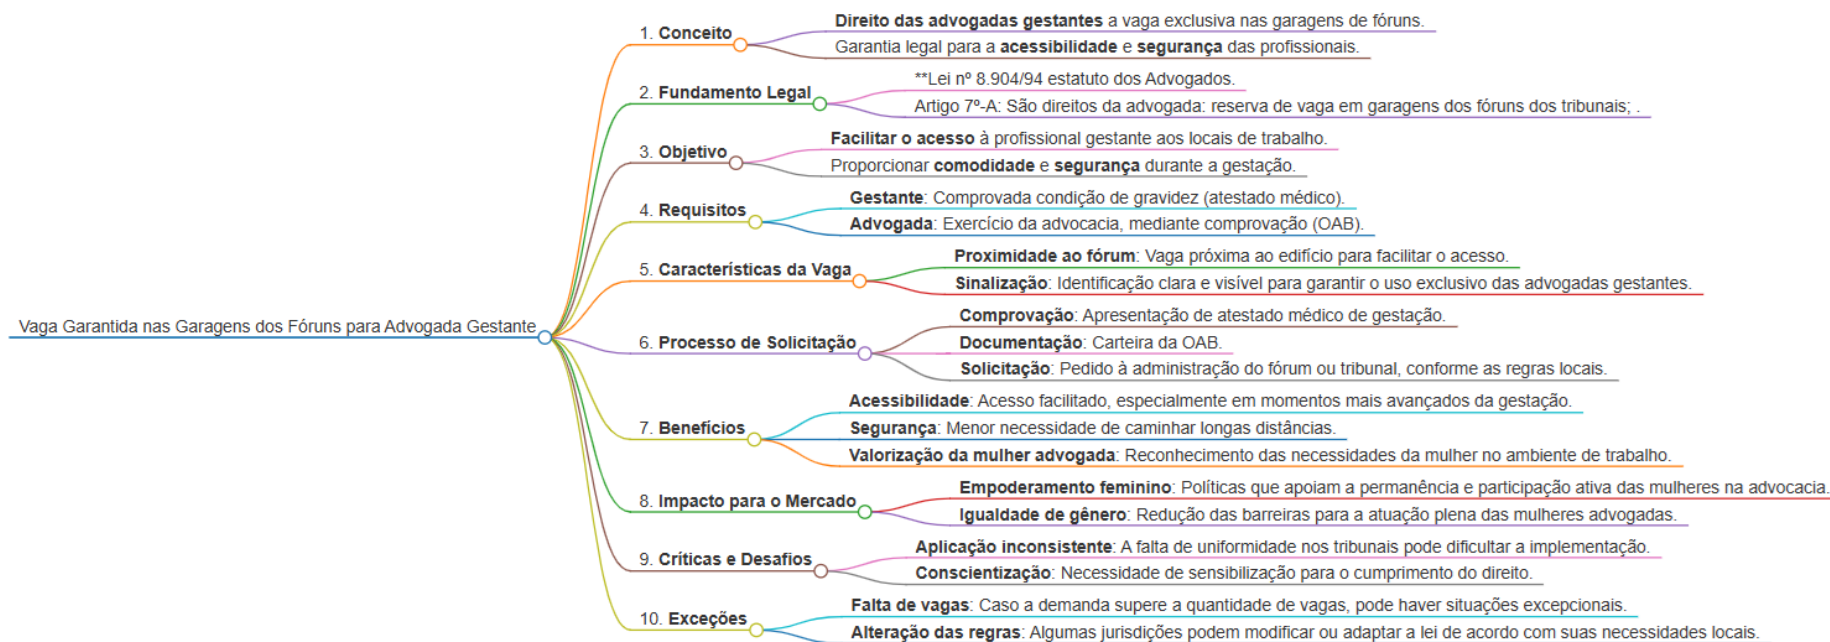 Vaga Garantida nas Garagens dos Fóruns para Advogada Gestante
1. Conceito
Direito das advogadas gestantes a vaga exclusiva nas garagens de fóruns.
Garantia legal para a acessibilidade e segurança das profissionais.
2. Fundamento Legal
**Lei nº 8.904/94 estatuto dos Advogados.
Artigo 7º-A: São direitos da advogada: reserva de vaga em garagens dos fóruns dos tribunais; .
3. Objetivo
Facilitar o acesso à profissional gestante aos locais de trabalho.
Proporcionar comodidade e segurança durante a gestação.
4. Requisitos
Gestante: Comprovada condição de gravidez (atestado médico).
Advogada: Exercício da advocacia, mediante comprovação (OAB).
5. Características da Vaga
Proximidade ao fórum: Vaga próxima ao edifício para facilitar o acesso.
Sinalização: Identificação clara e visível para garantir o uso exclusivo das advogadas gestantes.
6. Processo de Solicitação
Comprovação: Apresentação de atestado médico de gestação.
Documentação: Carteira da OAB.
Solicitação: Pedido à administração do fórum ou tribunal, conforme as regras locais.
7. Benefícios
Acessibilidade: Acesso facilitado, especialmente em momentos mais avançados da gestação.
Segurança: Menor necessidade de caminhar longas distâncias.
Valorização da mulher advogada: Reconhecimento das necessidades da mulher no ambiente de trabalho.
8. Impacto para o Mercado
Empoderamento feminino: Políticas que apoiam a permanência e participação ativa das mulheres na advocacia.
Igualdade de gênero: Redução das barreiras para a atuação plena das mulheres advogadas.
9. Críticas e Desafios
Aplicação inconsistente: A falta de uniformidade nos tribunais pode dificultar a implementação.
Conscientização: Necessidade de sensibilização para o cumprimento do direito.
10. Exceções
Falta de vagas: Caso a demanda supere a quantidade de vagas, pode haver situações excepcionais.
Alteração das regras: Algumas jurisdições podem modificar ou adaptar a lei de acordo com suas necessidades locais.